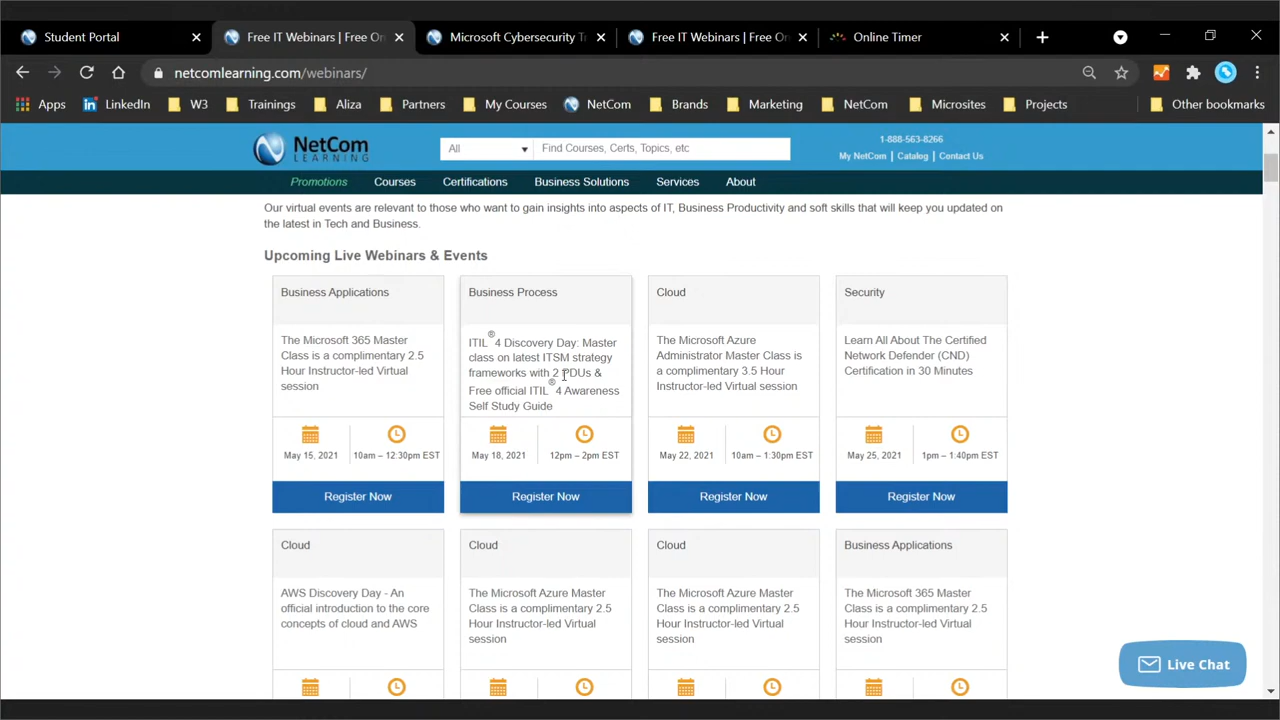 Student Portal
Free IT Webinars | Free On
Microsoft Cybersecurity T
Free IT Webinars | Free On
Online Timer
netcomlearning.com/webinars/
Apps
LinkedIn
W3
Trainings
Aliza
Partners
My Courses
NetCom
Brands
Marketing
NetCom
Microsites
Projects
Other bookmarks
NetCom
LEARNING
All
Find Courses, Certs, Topics, etc
1-888-563-8266
My NetCom | Catalog | Contact Us
Promotions
Courses
Certifications
Business Solutions
Services
About
Our virtual events are relevant to those who want to gain insights into aspects of IT, Business Productivity and soft skills that will keep you updated on
the latest in Tech and Business.
Upcoming Live Webinars & Events
Business Applications
The Microsoft 365 Master
Class is a complimentary 2.5
Hour Instructor-led Virtual
session
May 15, 2021
10am – 12:30pm EST
Register Now
Business Process
ITIL® 4 Discovery Day: Master
class on latest ITSM strategy
frameworks with 2 PDUs &
Free official ITIL® 4 Awareness
Self Study Guide
May 18, 2021
12pm – 2pm EST
Register Now
Cloud
The Microsoft Azure
Administrator Master Class is
a complimentary 3.5 Hour
Instructor-led Virtual session
May 22, 2021
10am – 1:30pm EST
Register Now
Security
Learn All About The Certified
Network Defender (CND)
Certification in 30 Minutes
May 25, 2021
1pm – 1:40pm EST
Register Now
Cloud
AWS Discovery Day - An
official introduction to the core
concepts of cloud and AWS
Cloud
The Microsoft Azure Master
Class is a complimentary 2.5
Hour Instructor-led Virtual
session
Cloud
The Microsoft Azure Master
Class is a complimentary 2.5
Hour Instructor-led Virtual
session
Business Applications
The Microsoft 365 Master
Class is a complimentary 2.5
Hour Instructor-led Virtual
session
Live Chat